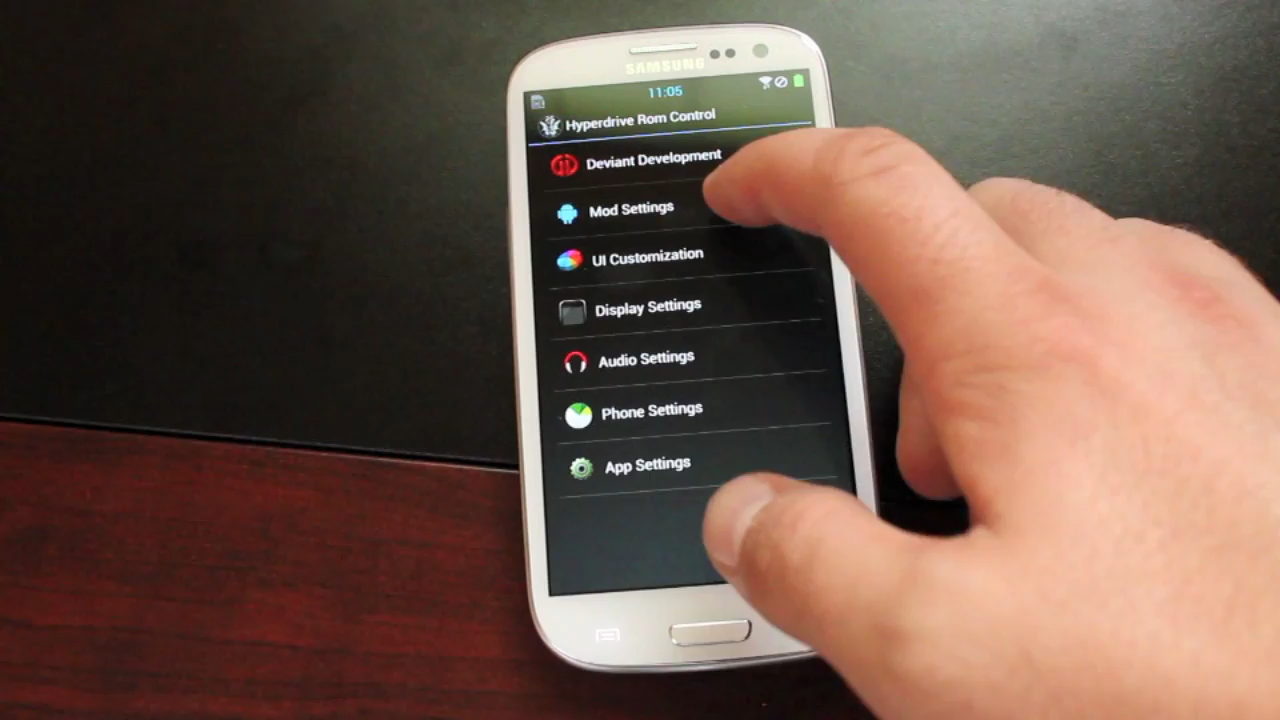 SAMSUNG
11:05
Hyperdrive Rom Control
Deviant Development
Mod Settings
UI Customization
Display Settings
Audio Settings
Phone Settings
App Settings